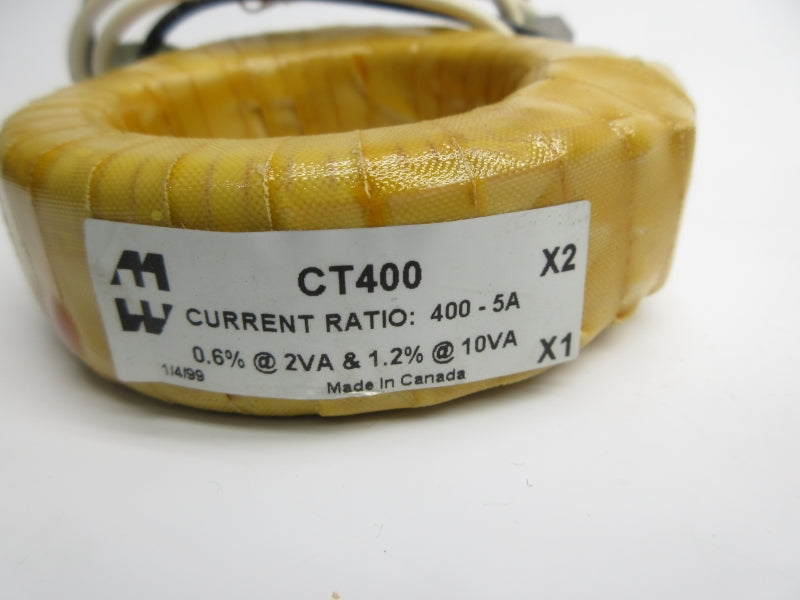 CT400
X2
CURRENT RATIO: 400 - 5A
0.6% @ 2VA & 1.2% @ 10VA
X1
1/4/99
Made In Canada